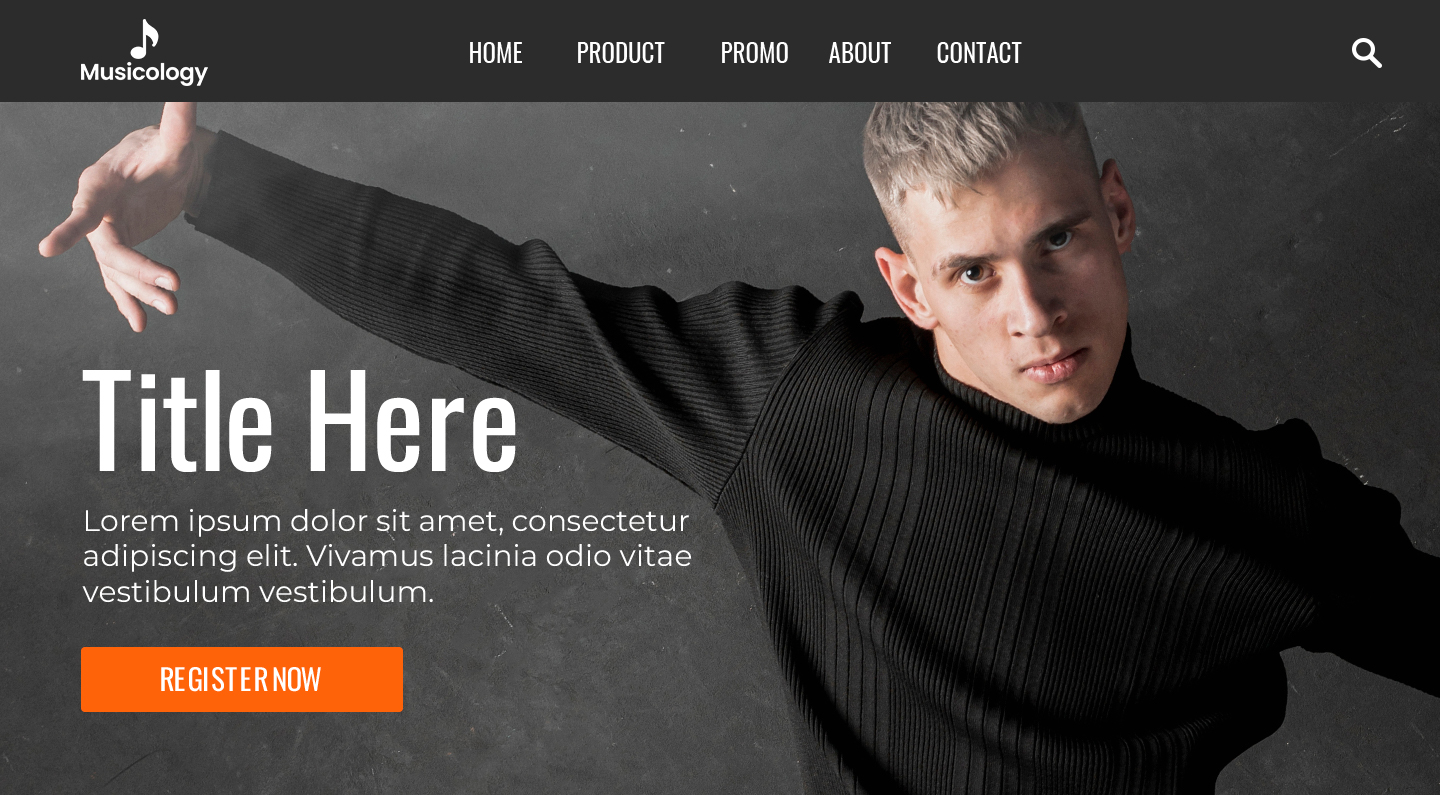 Musicology
HOME PRODUCT PROMO ABOUT CONTACT
Title Here
Lorem ipsum dolor sit amet, consectetur
adipiscing elit. Vivamus lacinia odio vitae
vestibulum vestibulum.
REGISTER NOW